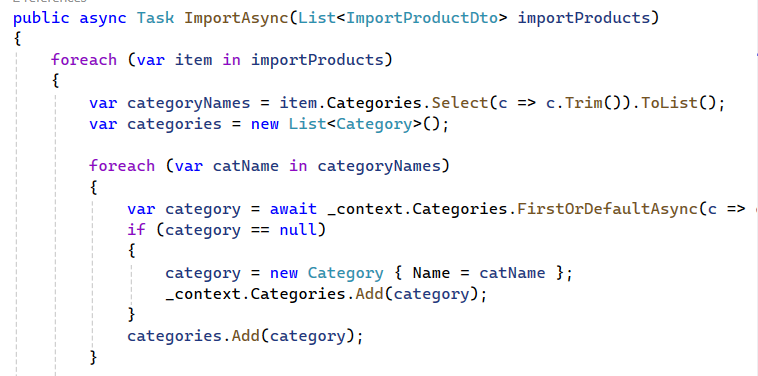 2 references
public async Task ImportAsync(List<ImportProductDto> importProducts)
{
foreach (var item in importProducts)
{
var categoryNames = item.Categories.Select(c => c.Trim()).ToList();
var categories = new List<Category>();
foreach (var catName in categoryNames)
{
var category = await _context.Categories.FirstOrDefaultAsync(c =>
if (category == null)
{
category = new Category { Name = catName };
_context.Categories.Add(category);
}
categories.Add(category);
}